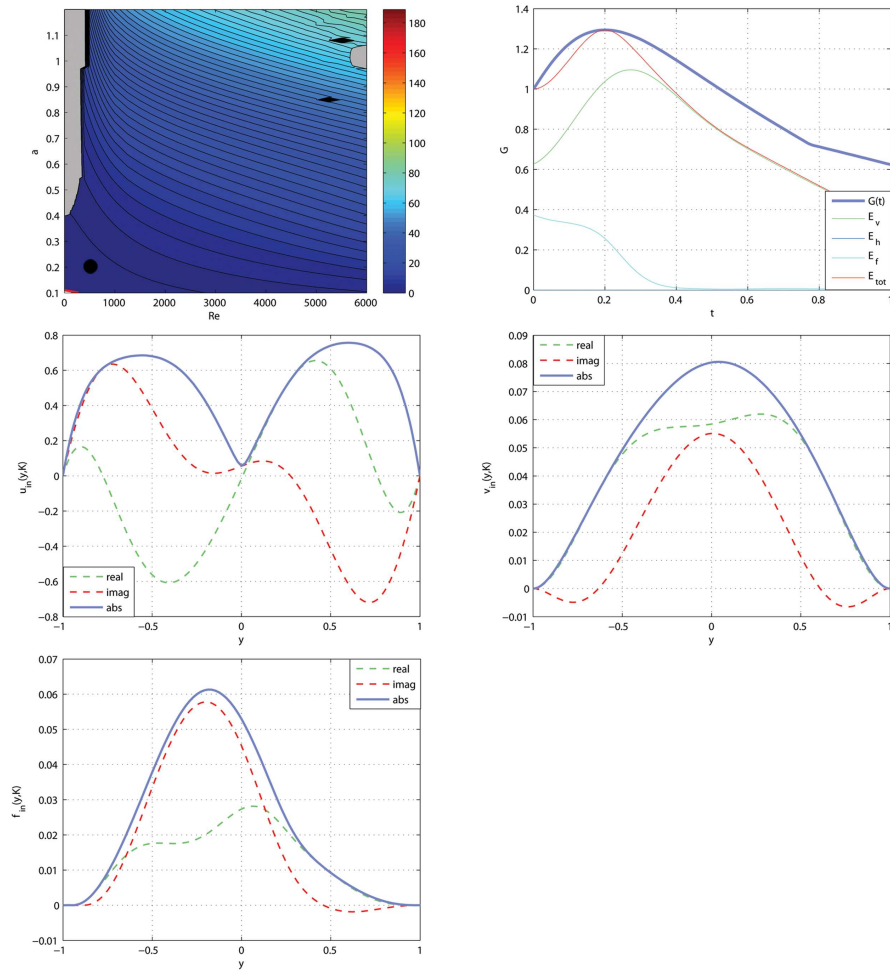 1.1
1
0.9
0.8
0.7
0.6
0.5
0.4
0.3
0.2
0.1
a
0 1000 2000 3000 4000 5000 6000
Re
180
160
140
120
100
80
60
40
20
0
1.4
1.2
1
0.8
0.6
0.4
0.2
0
G
0 0.2 0.4 0.6 0.8 1
t
G(t)
E_v
E_h
E_f
E_tot
0.8
0.6
0.4
0.2
0
−0.2
−0.4
−0.6
−0.8
u_in(y,K)
−1 −0.5 0 0.5 1
y
real
imag
abs
0.09
0.08
0.07
0.06
0.05
0.04
0.03
0.02
0.01
0
−0.01
v_in(y,K)
−1 −0.5 0 0.5 1
y
real
imag
abs
0.07
0.06
0.05
0.04
0.03
0.02
0.01
0
−0.01
f_in(y,K)
−1 −0.5 0 0.5 1
y
real
imag
abs